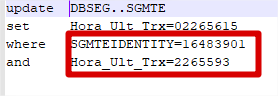 update DBSEG..SGMTE
set Hora_Ult_Trx=02265615
where SGMTEIDENTITY=16483901
and Hora_Ult_Trx=2265593